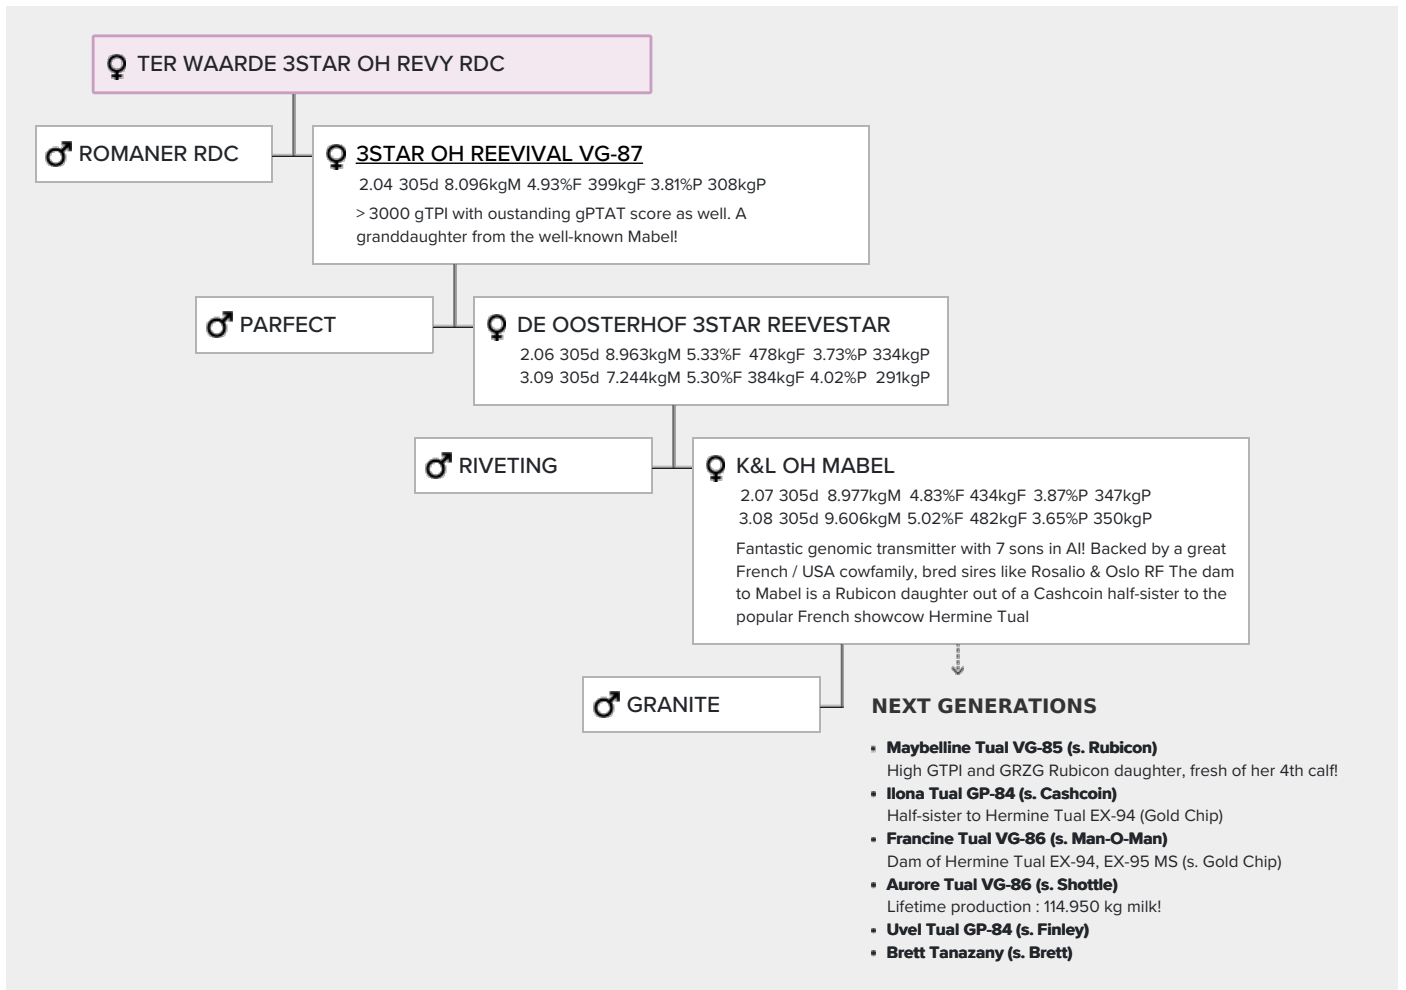 TER WAARDE 3STAR OH REVY RDC
ROMANER RDC
3STAR OH REEVIVAL VG-87
2.04 305d 8.096kgM 4.93%F 399kgF 3.81%P 308kgP
> 3000 gTPI with oustanding gPTAT score as well. A
granddaughter from the well-known Mabel!
PARFECT
DE OOSTERHOF 3STAR REEVESTAR
2.06 305d 8.963kgM 5.33%F 478kgF 3.73%P 334kgP
3.09 305d 7.244kgM 5.30%F 384kgF 4.02%P 291kgP
RIVETING
K&L OH MABEL
2.07 305d 8.977kgM 4.83%F 434kgF 3.87%P 347kgP
3.08 305d 9.606kgM 5.02%F 482kgF 3.65%P 350kgP
Fantastic genomic transmitter with 7 sons in AI! Backed by a great
French / USA cowfamily, bred sires like Rosalio & Oslo RF The dam
to Mabel is a Rubicon daughter out of a Cashcoin half-sister to the
popular French showcow Hermine Tual
GRANITE
NEXT GENERATIONS
Maybelline Tual VG-85 (s. Rubicon)
High GTPI and GRZG Rubicon daughter, fresh of her 4th calf!
Ilona Tual GP-84 (s. Cashcoin)
Half-sister to Hermine Tual EX-94 (Gold Chip)
Francine Tual VG-86 (s. Man-O-Man)
Dam of Hermine Tual EX-94, EX-95 MS (s. Gold Chip)
Aurore Tual VG-86 (s. Shottle)
Lifetime production : 114.950 kg milk!
Uvel Tual GP-84 (s. Finley)
Brett Tanazany (s. Brett)